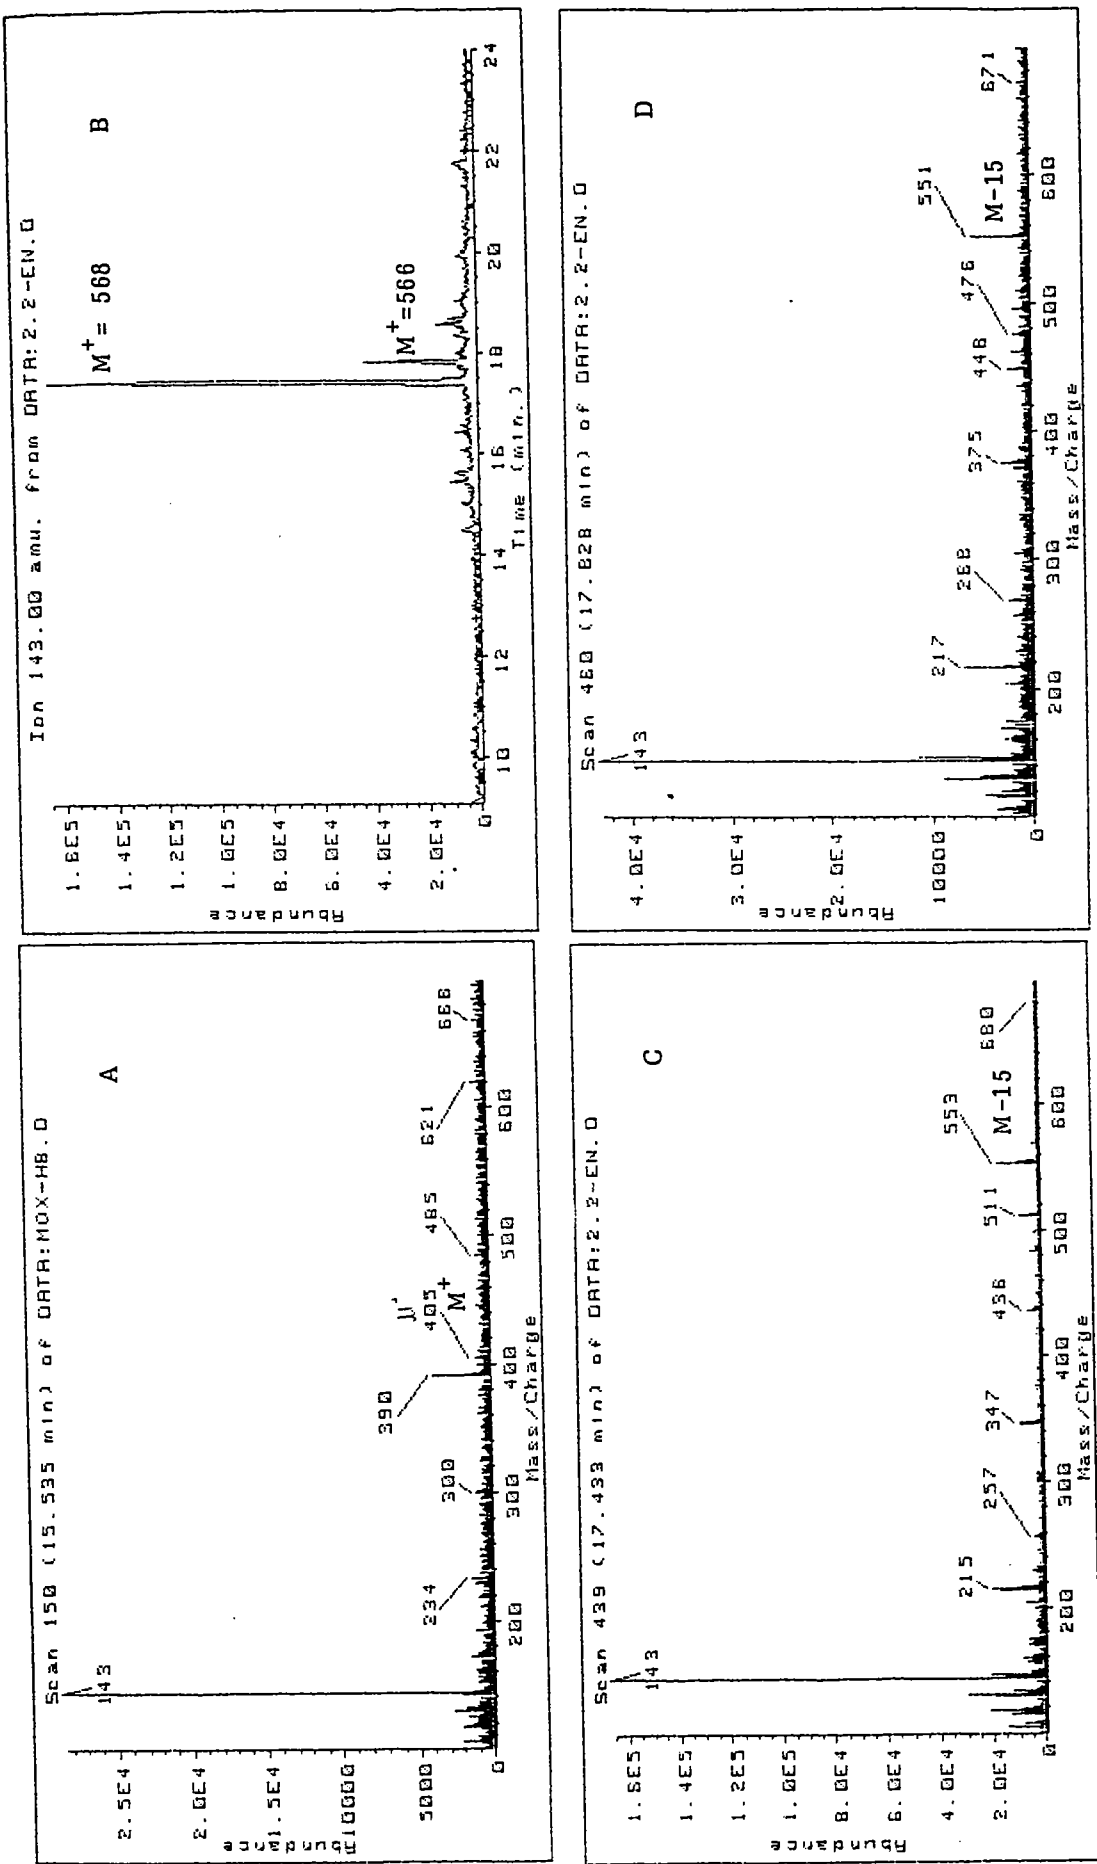 Scan 150 (15.535 min) of DATA:MOX-HB.D
A
Abundance
2.5E4
2.0E4
1.5E4
10000
5000
0
143
234
300
390
405
M+
485
621
666
200
300
400
500
600
Mass/Charge
Ion 143.00 amu. from DATA:2.2-EN.D
B
Abundance
1.6E5
1.4E5
1.2E5
1.0E5
8.0E4
6.0E4
4.0E4
2.0E4
0
M+ = 568
M+=566
10
12
14
16
18
20
22
24
Time (min.)
Scan 439 (17.433 min) of DATA:2.2-EN.D
C
Abundance
1.6E5
1.4E5
1.2E5
1.0E5
8.0E4
6.0E4
4.0E4
2.0E4
0
143
215
257
347
436
511
553
M-15
680
200
300
400
500
600
Mass/Charge
Scan 480 (17.828 min) of DATA:2.2-EN.D
D
Abundance
4.0E4
3.0E4
2.0E4
10000
0
143
217
268
375
448
476
551
M-15
671
200
300
400
500
600
Mass/Charge